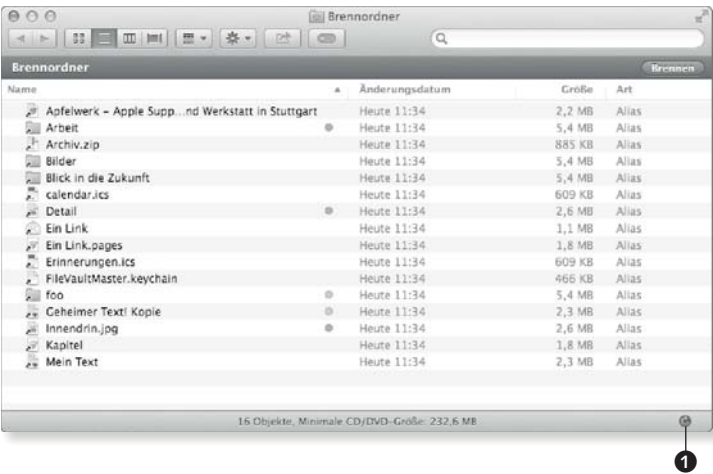 Brennordner
Brennordner Brennen
Name Änderungsdatum Größe Art
Apfelwerk – Apple Supp...nd Werkstatt in Stuttgart Heute 11:34 2,2 MB Alias
Arbeit Heute 11:34 5,4 MB Alias
Archiv.zip Heute 11:34 885 KB Alias
Bilder Heute 11:34 5,4 MB Alias
Blick in die Zukunft Heute 11:34 5,4 MB Alias
calendar.ics Heute 11:34 609 KB Alias
Detail Heute 11:34 2,6 MB Alias
Ein Link Heute 11:34 1,1 MB Alias
Ein Link.pages Heute 11:34 1,8 MB Alias
Erinnerungen.ics Heute 11:34 609 KB Alias
FileVaultMaster.keychain Heute 11:34 466 KB Alias
foo Heute 11:34 5,4 MB Alias
Geheimer Text! Kopie Heute 11:34 2,3 MB Alias
Innendrin.jpg Heute 11:34 2,6 MB Alias
Kapitel Heute 11:34 1,8 MB Alias
Mein Text Heute 11:34 2,3 MB Alias
16 Objekte, Minimale CD/DVD-Größe: 232,6 MB
1